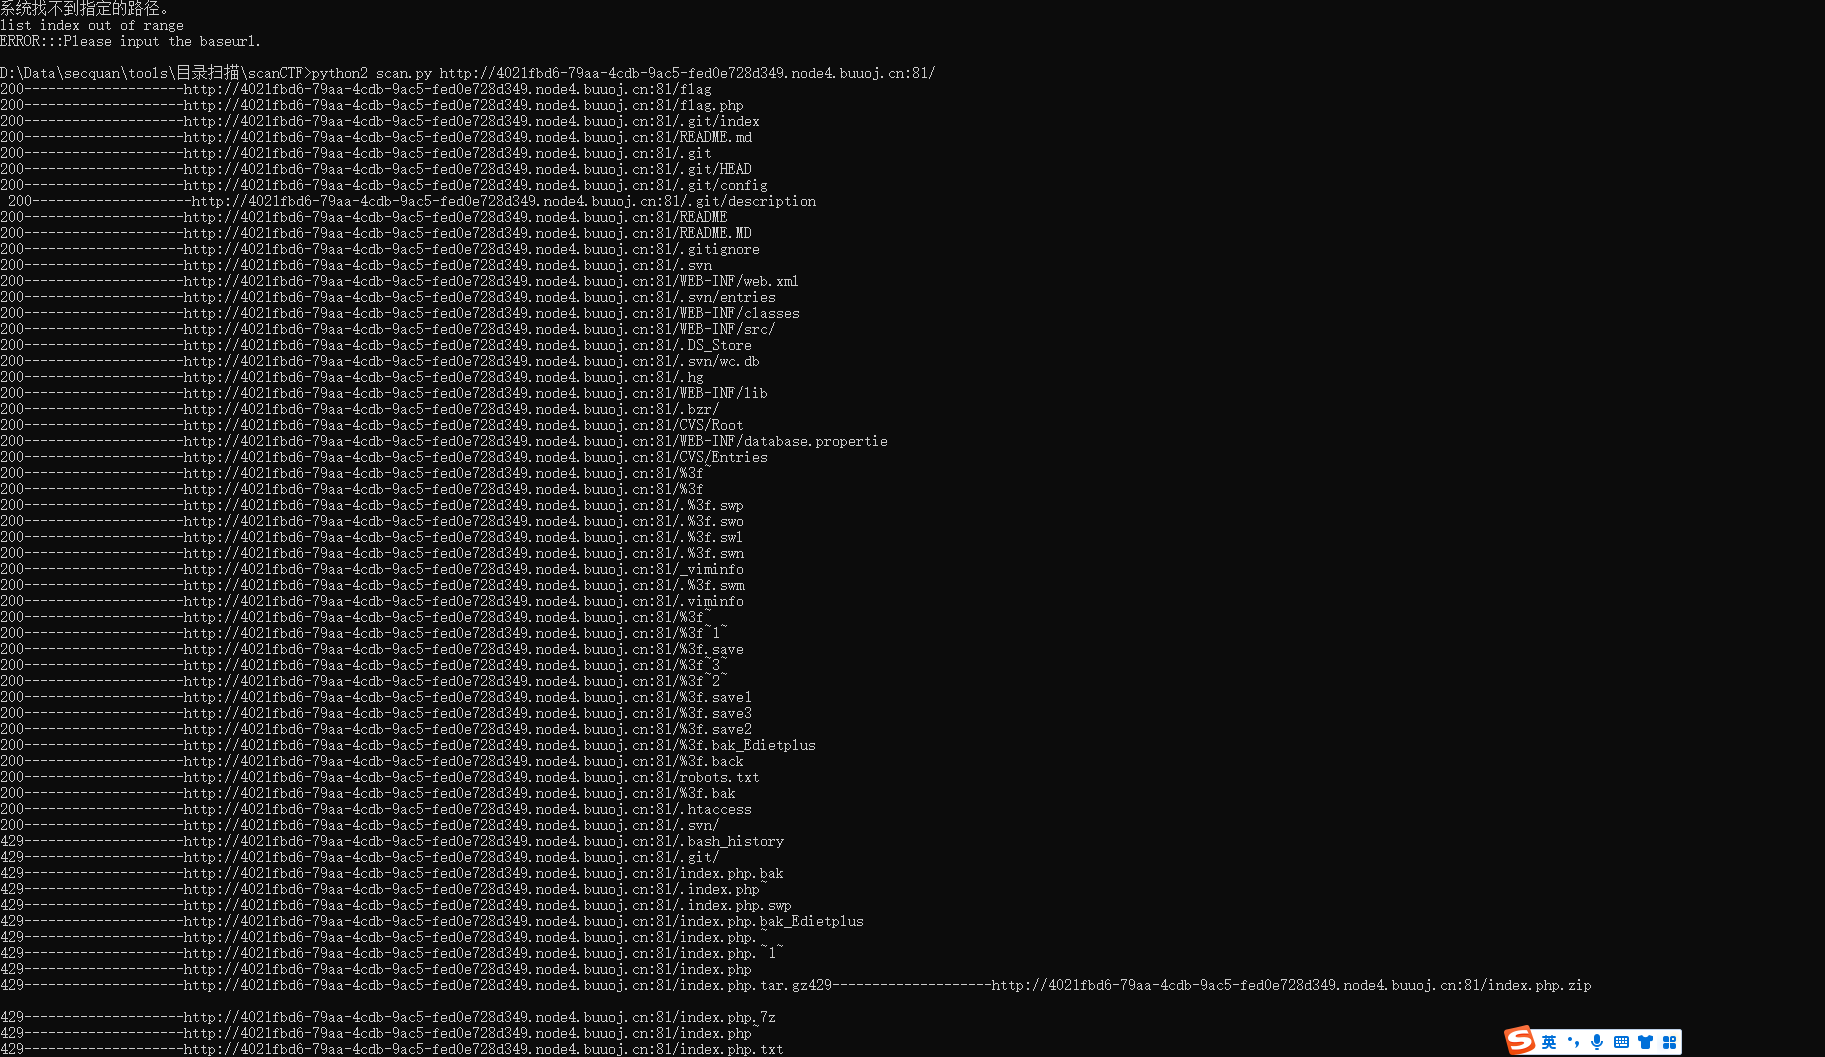 系统找不到指定的路径。
list index out of range
ERROR:::Please input the baseurl.
D:\Data\secquan\tools\目录扫描\scanCTF>python2 scan.py http://4021fbd6-79aa-4cdb-9ac5-fed0e728d349.node4.buuoj.cn:81/
200--------------------http://4021fbd6-79aa-4cdb-9ac5-fed0e728d349.node4.buuoj.cn:81/flag
200--------------------http://4021fbd6-79aa-4cdb-9ac5-fed0e728d349.node4.buuoj.cn:81/flag.php
200--------------------http://4021fbd6-79aa-4cdb-9ac5-fed0e728d349.node4.buuoj.cn:81/.git/index
200--------------------http://4021fbd6-79aa-4cdb-9ac5-fed0e728d349.node4.buuoj.cn:81/README.md
200--------------------http://4021fbd6-79aa-4cdb-9ac5-fed0e728d349.node4.buuoj.cn:81/.git
200--------------------http://4021fbd6-79aa-4cdb-9ac5-fed0e728d349.node4.buuoj.cn:81/.git/HEAD
200--------------------http://4021fbd6-79aa-4cdb-9ac5-fed0e728d349.node4.buuoj.cn:81/.git/config
 200--------------------http://4021fbd6-79aa-4cdb-9ac5-fed0e728d349.node4.buuoj.cn:81/.git/description
200--------------------http://4021fbd6-79aa-4cdb-9ac5-fed0e728d349.node4.buuoj.cn:81/README
200--------------------http://4021fbd6-79aa-4cdb-9ac5-fed0e728d349.node4.buuoj.cn:81/README.MD
200--------------------http://4021fbd6-79aa-4cdb-9ac5-fed0e728d349.node4.buuoj.cn:81/.gitignore
200--------------------http://4021fbd6-79aa-4cdb-9ac5-fed0e728d349.node4.buuoj.cn:81/.svn
200--------------------http://4021fbd6-79aa-4cdb-9ac5-fed0e728d349.node4.buuoj.cn:81/WEB-INF/web.xml
200--------------------http://4021fbd6-79aa-4cdb-9ac5-fed0e728d349.node4.buuoj.cn:81/.svn/entries
200--------------------http://4021fbd6-79aa-4cdb-9ac5-fed0e728d349.node4.buuoj.cn:81/WEB-INF/classes
200--------------------http://4021fbd6-79aa-4cdb-9ac5-fed0e728d349.node4.buuoj.cn:81/WEB-INF/src/
200--------------------http://4021fbd6-79aa-4cdb-9ac5-fed0e728d349.node4.buuoj.cn:81/.DS_Store
200--------------------http://4021fbd6-79aa-4cdb-9ac5-fed0e728d349.node4.buuoj.cn:81/.svn/wc.db
200--------------------http://4021fbd6-79aa-4cdb-9ac5-fed0e728d349.node4.buuoj.cn:81/.hg
200--------------------http://4021fbd6-79aa-4cdb-9ac5-fed0e728d349.node4.buuoj.cn:81/WEB-INF/lib
200--------------------http://4021fbd6-79aa-4cdb-9ac5-fed0e728d349.node4.buuoj.cn:81/.bzr/
200--------------------http://4021fbd6-79aa-4cdb-9ac5-fed0e728d349.node4.buuoj.cn:81/CVS/Root
200--------------------http://4021fbd6-79aa-4cdb-9ac5-fed0e728d349.node4.buuoj.cn:81/WEB-INF/database.propertie
200--------------------http://4021fbd6-79aa-4cdb-9ac5-fed0e728d349.node4.buuoj.cn:81/CVS/Entries
200--------------------http://4021fbd6-79aa-4cdb-9ac5-fed0e728d349.node4.buuoj.cn:81/%3f~
200--------------------http://4021fbd6-79aa-4cdb-9ac5-fed0e728d349.node4.buuoj.cn:81/%3f
200--------------------http://4021fbd6-79aa-4cdb-9ac5-fed0e728d349.node4.buuoj.cn:81/.%3f.swp
200--------------------http://4021fbd6-79aa-4cdb-9ac5-fed0e728d349.node4.buuoj.cn:81/.%3f.swo
200--------------------http://4021fbd6-79aa-4cdb-9ac5-fed0e728d349.node4.buuoj.cn:81/.%3f.swl
200--------------------http://4021fbd6-79aa-4cdb-9ac5-fed0e728d349.node4.buuoj.cn:81/.%3f.swn
200--------------------http://4021fbd6-79aa-4cdb-9ac5-fed0e728d349.node4.buuoj.cn:81/_viminfo
200--------------------http://4021fbd6-79aa-4cdb-9ac5-fed0e728d349.node4.buuoj.cn:81/.%3f.swm
200--------------------http://4021fbd6-79aa-4cdb-9ac5-fed0e728d349.node4.buuoj.cn:81/.viminfo
200--------------------http://4021fbd6-79aa-4cdb-9ac5-fed0e728d349.node4.buuoj.cn:81/%3f~
200--------------------http://4021fbd6-79aa-4cdb-9ac5-fed0e728d349.node4.buuoj.cn:81/%3f~1~
200--------------------http://4021fbd6-79aa-4cdb-9ac5-fed0e728d349.node4.buuoj.cn:81/%3f.save
200--------------------http://4021fbd6-79aa-4cdb-9ac5-fed0e728d349.node4.buuoj.cn:81/%3f~3~
200--------------------http://4021fbd6-79aa-4cdb-9ac5-fed0e728d349.node4.buuoj.cn:81/%3f~2~
200--------------------http://4021fbd6-79aa-4cdb-9ac5-fed0e728d349.node4.buuoj.cn:81/%3f.save1
200--------------------http://4021fbd6-79aa-4cdb-9ac5-fed0e728d349.node4.buuoj.cn:81/%3f.save3
200--------------------http://4021fbd6-79aa-4cdb-9ac5-fed0e728d349.node4.buuoj.cn:81/%3f.save2
200--------------------http://4021fbd6-79aa-4cdb-9ac5-fed0e728d349.node4.buuoj.cn:81/%3f.bak_Edietplus
200--------------------http://4021fbd6-79aa-4cdb-9ac5-fed0e728d349.node4.buuoj.cn:81/%3f.back
200--------------------http://4021fbd6-79aa-4cdb-9ac5-fed0e728d349.node4.buuoj.cn:81/robots.txt
200--------------------http://4021fbd6-79aa-4cdb-9ac5-fed0e728d349.node4.buuoj.cn:81/%3f.bak
200--------------------http://4021fbd6-79aa-4cdb-9ac5-fed0e728d349.node4.buuoj.cn:81/.htaccess
200--------------------http://4021fbd6-79aa-4cdb-9ac5-fed0e728d349.node4.buuoj.cn:81/.svn/
429--------------------http://4021fbd6-79aa-4cdb-9ac5-fed0e728d349.node4.buuoj.cn:81/.bash_history
429--------------------http://4021fbd6-79aa-4cdb-9ac5-fed0e728d349.node4.buuoj.cn:81/.git/
429--------------------http://4021fbd6-79aa-4cdb-9ac5-fed0e728d349.node4.buuoj.cn:81/index.php.bak
429--------------------http://4021fbd6-79aa-4cdb-9ac5-fed0e728d349.node4.buuoj.cn:81/.index.php~
429--------------------http://4021fbd6-79aa-4cdb-9ac5-fed0e728d349.node4.buuoj.cn:81/.index.php.swp
429--------------------http://4021fbd6-79aa-4cdb-9ac5-fed0e728d349.node4.buuoj.cn:81/index.php.bak_Edietplus
429--------------------http://4021fbd6-79aa-4cdb-9ac5-fed0e728d349.node4.buuoj.cn:81/index.php.~
429--------------------http://4021fbd6-79aa-4cdb-9ac5-fed0e728d349.node4.buuoj.cn:81/index.php.~1~
429--------------------http://4021fbd6-79aa-4cdb-9ac5-fed0e728d349.node4.buuoj.cn:81/index.php
429--------------------http://4021fbd6-79aa-4cdb-9ac5-fed0e728d349.node4.buuoj.cn:81/index.php.tar.gz429--------------------http://4021fbd6-79aa-4cdb-9ac5-fed0e728d349.node4.buuoj.cn:81/index.php.zip
429--------------------http://4021fbd6-79aa-4cdb-9ac5-fed0e728d349.node4.buuoj.cn:81/index.php.7z
429--------------------http://4021fbd6-79aa-4cdb-9ac5-fed0e728d349.node4.buuoj.cn:81/index.php~
429--------------------http://4021fbd6-79aa-4cdb-9ac5-fed0e728d349.node4.buuoj.cn:81/index.php.txt
S 英